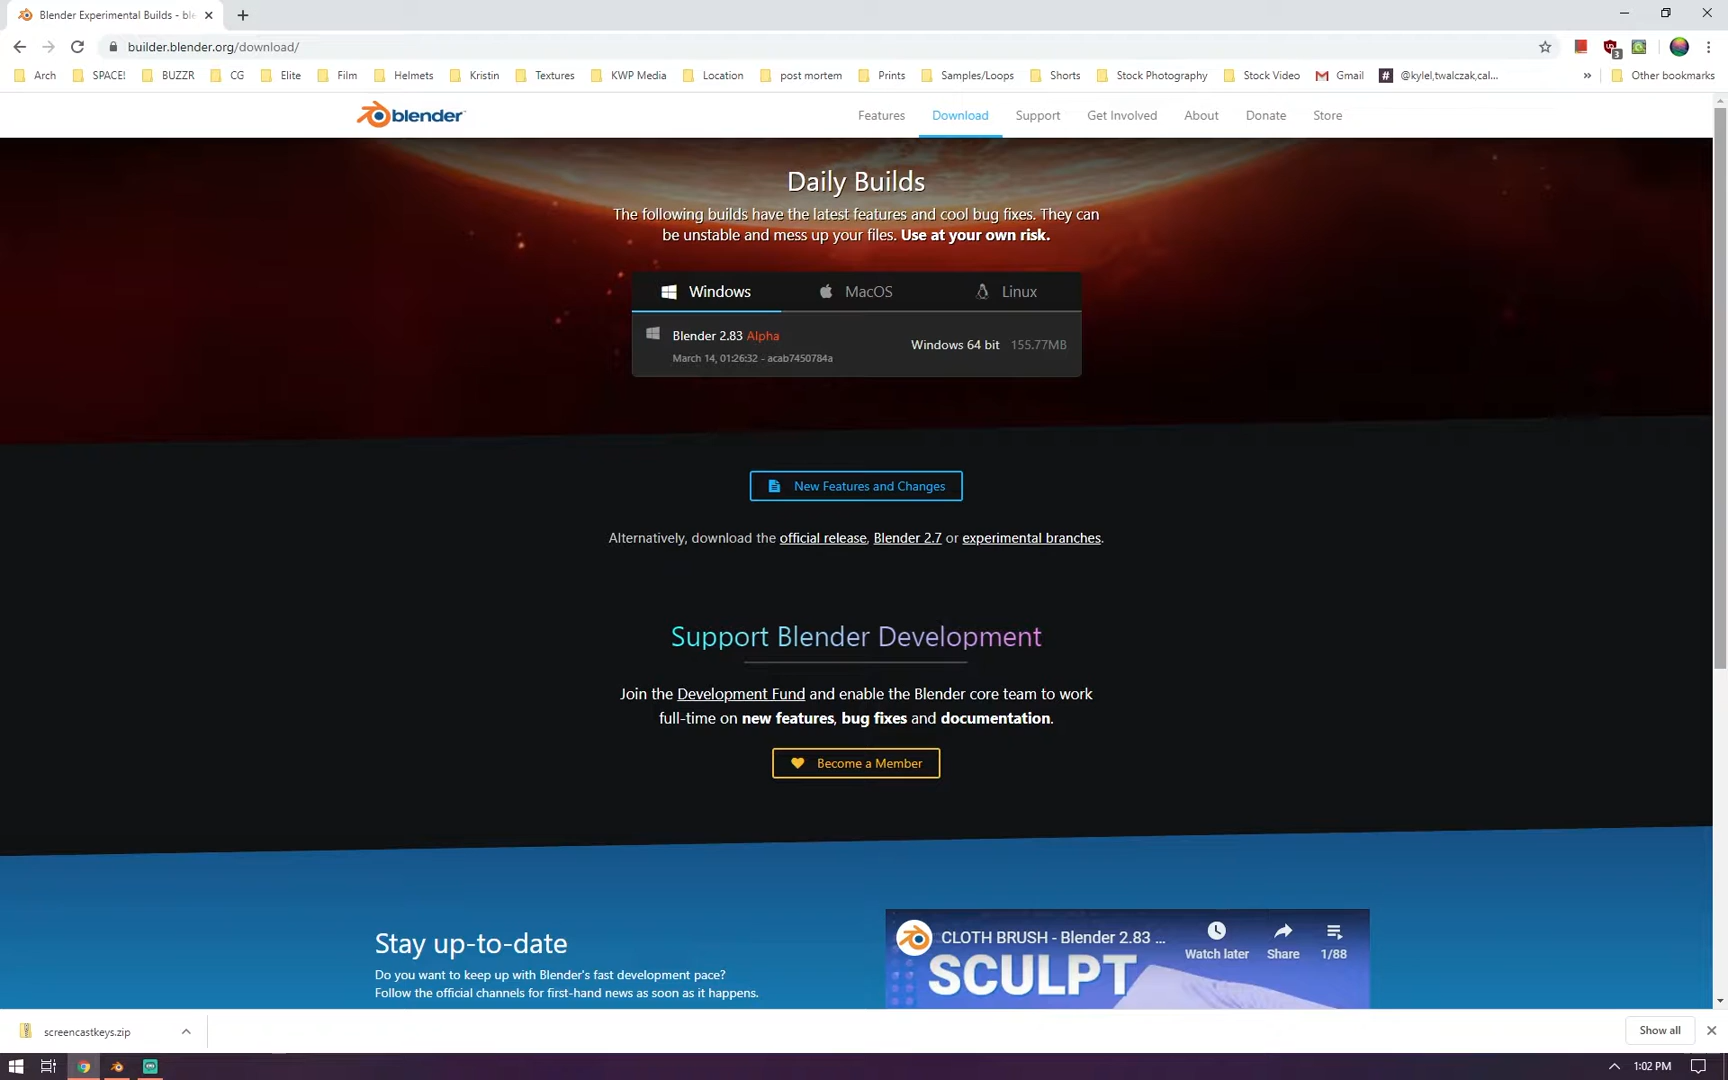 Blender Experimental Builds - ble
builder.blender.org/download/
3
Arch SPACE! BUZZR CG Elite Film Helmets Kristin Textures KWP Media Location post mortem Prints Samples/Loops Shorts Stock Photography Stock Video Gmail # @kylel,twalczak,cal... » Other bookmarks
blender Features Download Support Get Involved About Donate Store
Daily Builds
The following builds have the latest features and cool bug fixes. They can
be unstable and mess up your files. Use at your own risk.
Windows MacOS Linux
Blender 2.83 Alpha
Windows 64 bit 155.77MB
March 14, 01:26:32 - acab7450784a
New Features and Changes
Alternatively, download the official release, Blender 2.7 or experimental branches.
Support Blender Development
Join the Development Fund and enable the Blender core team to work
full-time on new features, bug fixes and documentation.
Become a Member
Stay up-to-date
Do you want to keep up with Blender's fast development pace?
Follow the official channels for first-hand news as soon as it happens.
CLOTH BRUSH - Blender 2.83 ...
Watch later Share 1/88
SCULPT
screencastkeys.zip Show all
1:02 PM